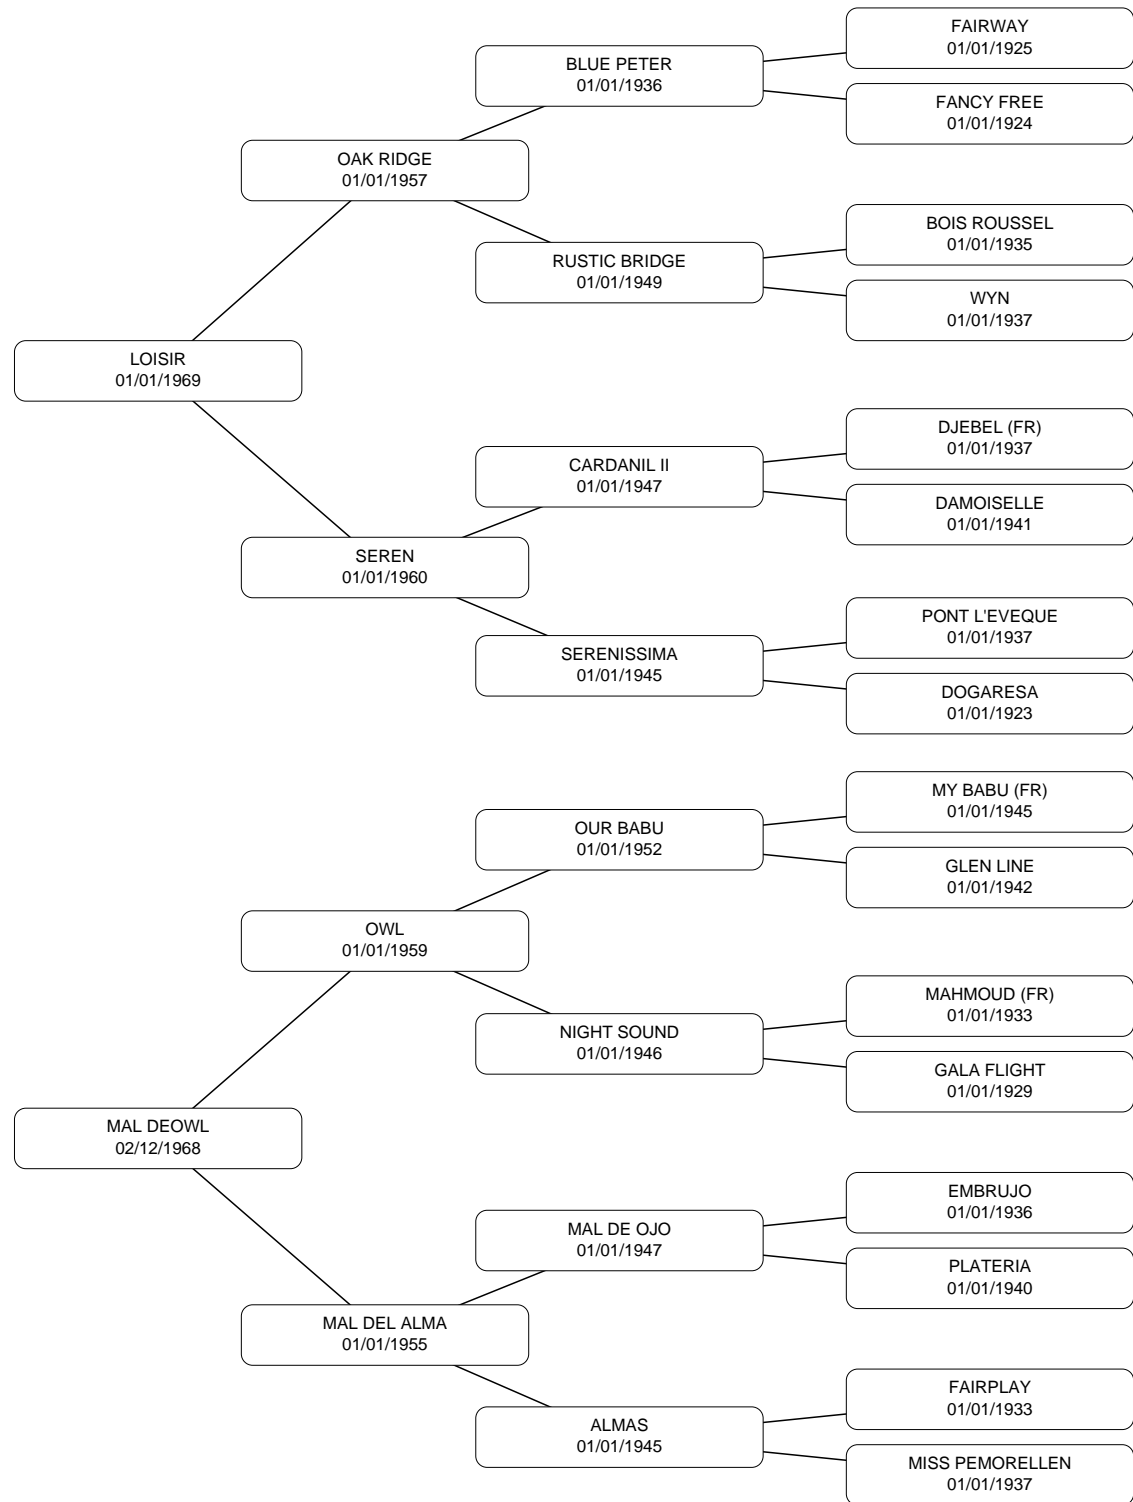 FAIRWAY
01/01/1925
BLUE PETER
01/01/1936
FANCY FREE
01/01/1924
OAK RIDGE
01/01/1957
BOIS ROUSSEL
01/01/1935
RUSTIC BRIDGE
01/01/1949
WYN
01/01/1937
LOISIR
01/01/1969
DJEBEL (FR)
01/01/1937
CARDANIL II
01/01/1947
DAMOISELLE
01/01/1941
SEREN
01/01/1960
PONT L'EVEQUE
01/01/1937
SERENISSIMA
01/01/1945
DOGARESA
01/01/1923
MY BABU (FR)
01/01/1945
OUR BABU
01/01/1952
GLEN LINE
01/01/1942
OWL
01/01/1959
MAHMOUD (FR)
01/01/1933
NIGHT SOUND
01/01/1946
GALA FLIGHT
01/01/1929
MAL DEOWL
02/12/1968
EMBRUJO
01/01/1936
MAL DE OJO
01/01/1947
PLATERIA
01/01/1940
MAL DEL ALMA
01/01/1955
FAIRPLAY
01/01/1933
ALMAS
01/01/1945
MISS PEMORELLEN
01/01/1937